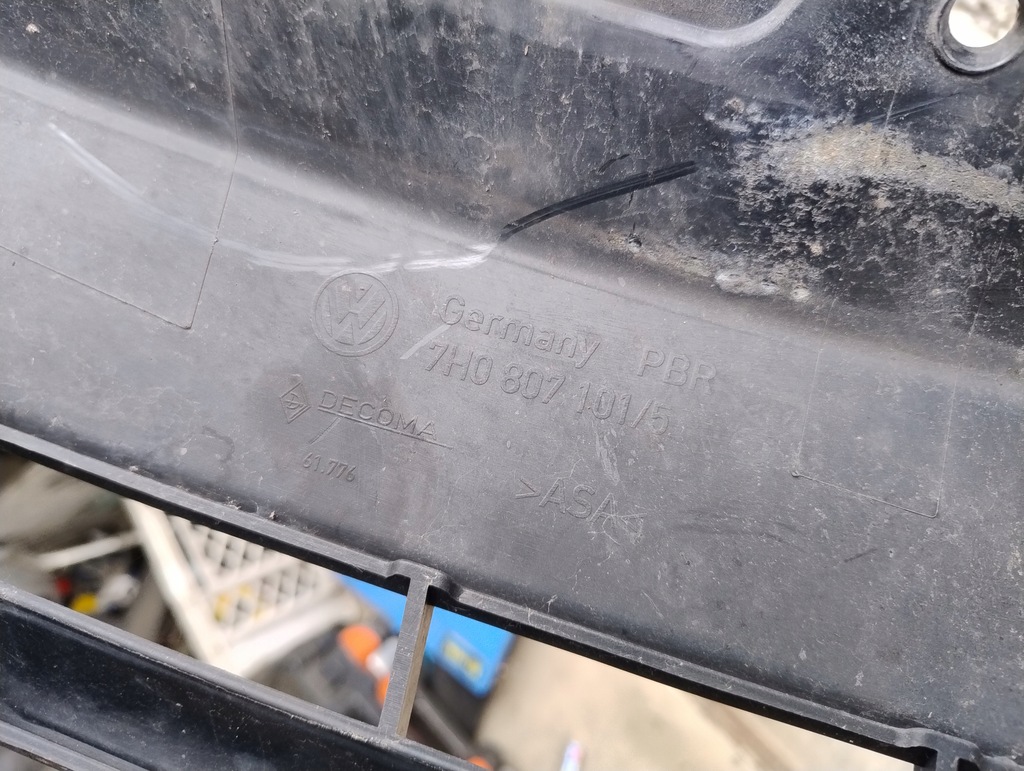 Germany PBR
7H0 807 101/5
DECOMA
61.776
>ASA<